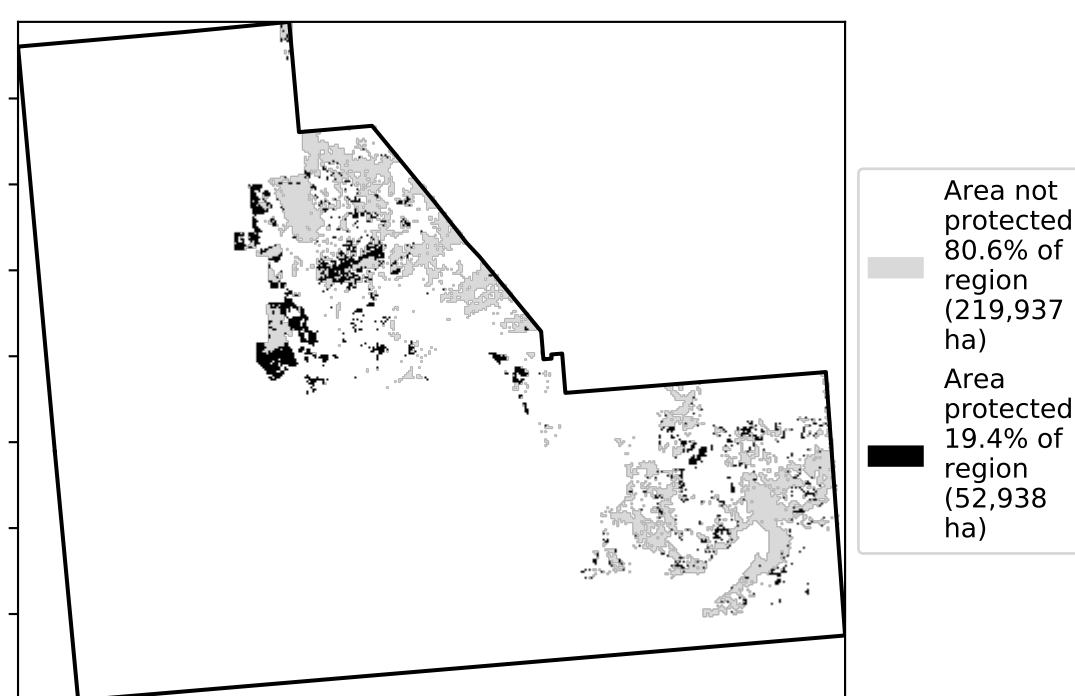 Area not
protected
80.6% of
region
(219,937
ha)
Area
protected
19.4% of
region
(52,938
ha)